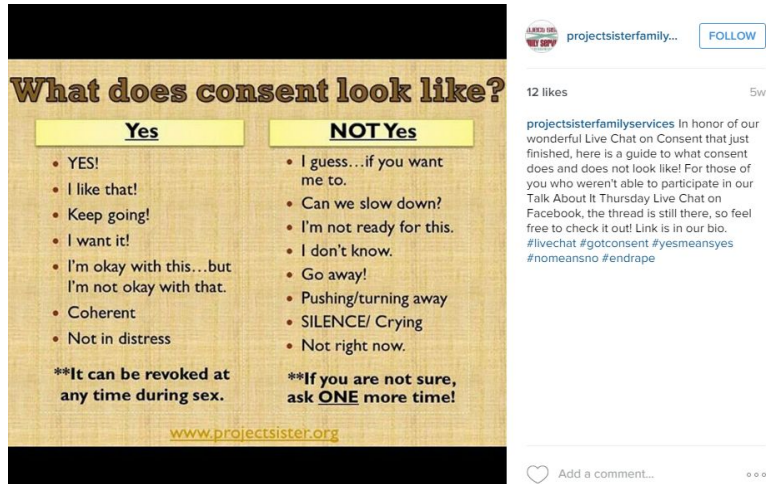 What does consent look like?
Yes
• YES!
• I like that!
• Keep going!
• I want it!
• I'm okay with this...but
I'm not okay with that.
• Coherent
• Not in distress
**It can be revoked at
any time during sex.
NOT Yes
• I guess...if you want
me to.
• Can we slow down?
• I'm not ready for this.
• I don't know.
• Go away!
• Pushing/turning away
• SILENCE/ Crying
• Not right now.
**If you are not sure,
ask ONE more time!
www.projectsister.org
projectsisterfamily...
FOLLOW
12 likes
5w
projectsisterfamilyservices In honor of our
wonderful Live Chat on Consent that just
finished, here is a guide to what consent
does and does not look like! For those of
you who weren't able to participate in our
Talk About It Thursday Live Chat on
Facebook, the thread is still there, so feel
free to check it out! Link is in our bio.
#livechat #gotconsent #yesmeansyes
#nomeansno #endrape
Add a comment...